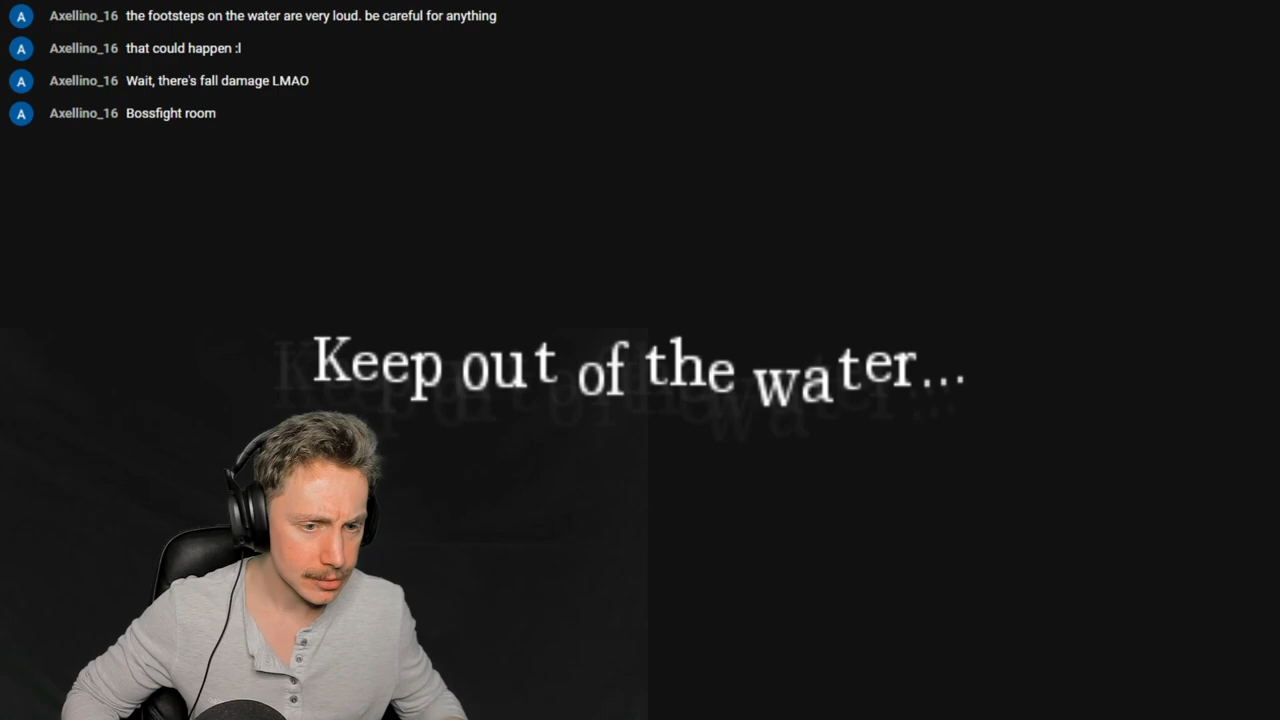 A Axellino_16 the footsteps on the water are very loud. be careful for anything
A Axellino_16 that could happen :l
A Axellino_16 Wait, there's fall damage LMAO
A Axellino_16 Bossfight room
Keep out of the water...